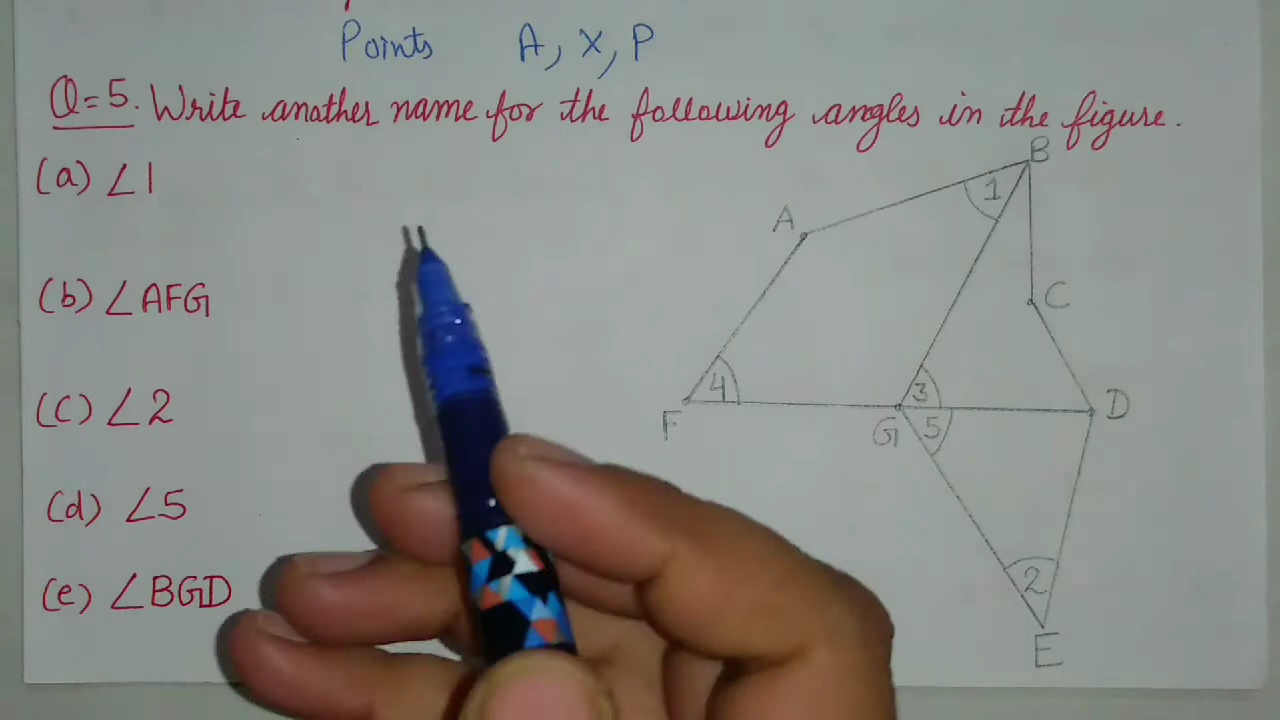 Points A, X, P
Q=5. Write another name for the following angles in the figure.
(a) ∠1
(b) ∠AFG
(c) ∠2
(d) ∠5
(e) ∠BGD
B
1
A
C
4
3
F
G
5
D
2
E